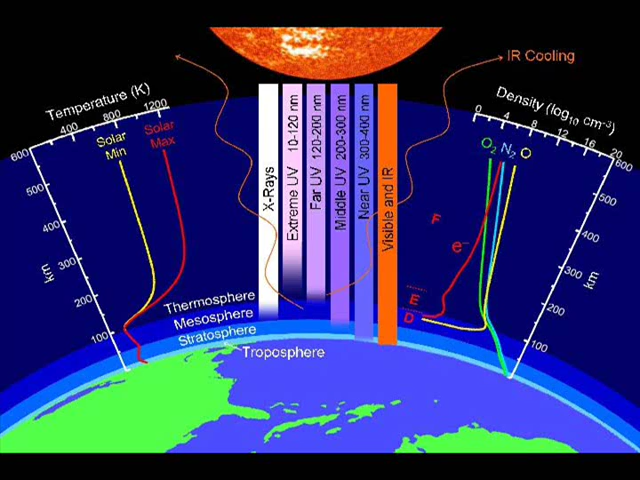 IR Cooling
Temperature (K)
400
800
1200
Solar Min
Solar Max
600
500
400
300
200
100
km
X-Rays
Extreme UV 10-120 nm
Far UV 120-200 nm
Middle UV 200-300 nm
Near UV 300-400 nm
Visible and IR
Density (log₁₀ cm⁻³)
0
4
8
12
16
20
O₂
N₂
O
600
500
400
300
200
100
km
F
e⁻
E
D
Thermosphere
Mesosphere
Stratosphere
Troposphere